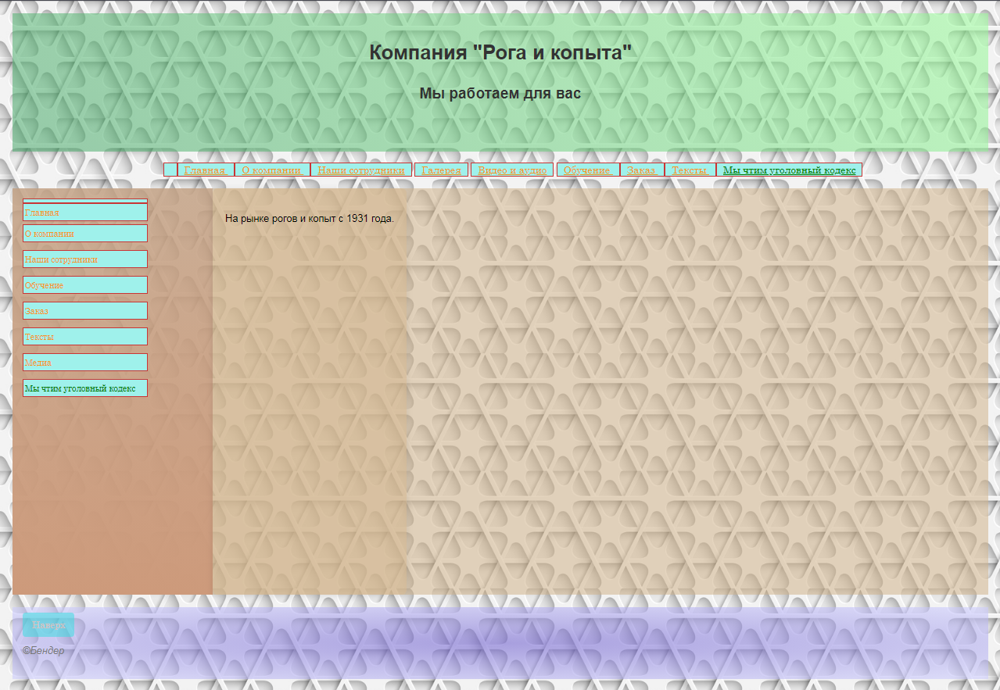 Компания "Рога и копыта"
Мы работаем для вас
Главная О компании Наши сотрудники Галерея Видео и аудио Обучение Заказ Тексты Мы чтим уголовный кодекс
Главная
О компании
Наши сотрудники
Обучение
Заказ
Тексты
Медиа
Мы чтим уголовный кодекс
На рынке рогов и копыт с 1931 года.
Наверх
©Бендер